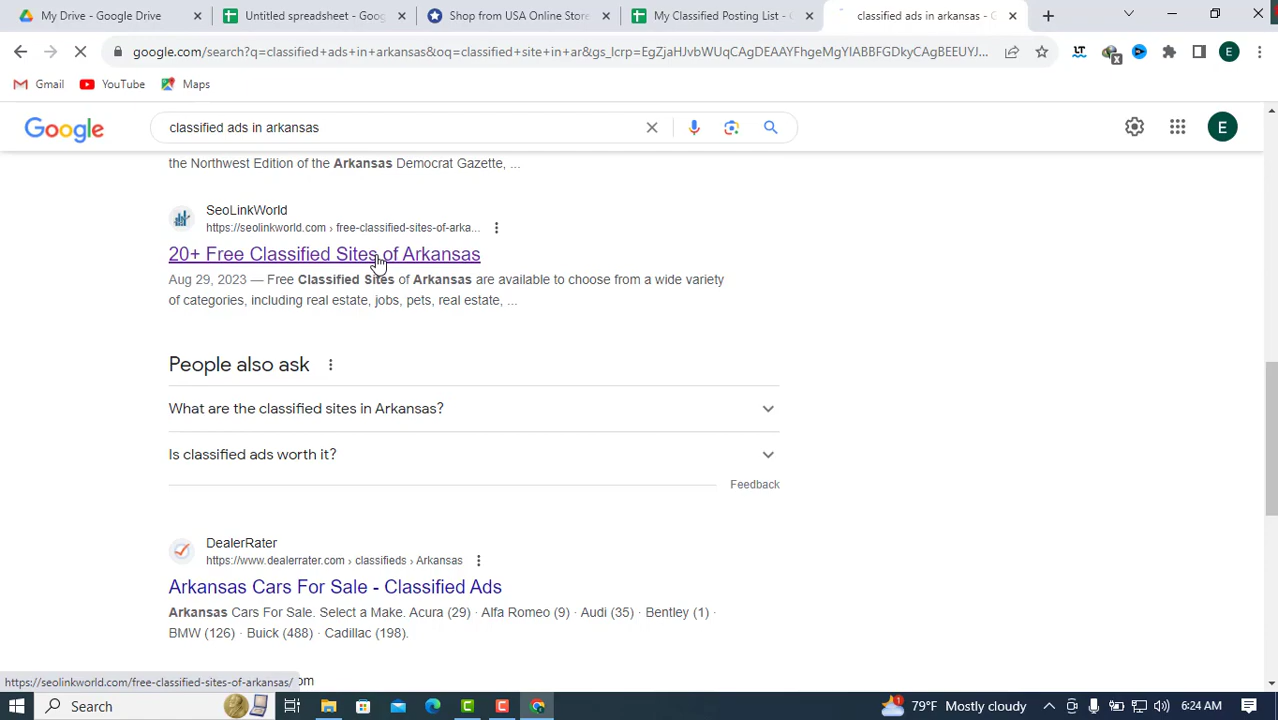 My Drive - Google Drive
Untitled spreadsheet - Goog
Shop from USA Online Store
My Classified Posting List - G
classified ads in arkansas - G
google.com/search?q=classified+ads+in+arkansas&oq=classified+site+in+ar&gs_lcrp=EgZjaHJvbWUqCAgDEAAYFhgeMgYIABBFGDkyCAgBEEUYJ...
Gmail
YouTube
Maps
Google
classified ads in arkansas
E
the Northwest Edition of the Arkansas Democrat Gazette, ...
SeoLinkWorld
https://seolinkworld.com › free-classified-sites-of-arka...
20+ Free Classified Sites of Arkansas
Aug 29, 2023 — Free Classified Sites of Arkansas are available to choose from a wide variety
of categories, including real estate, jobs, pets, real estate, ...
People also ask
What are the classified sites in Arkansas?
Is classified ads worth it?
Feedback
DealerRater
https://www.dealerrater.com › classifieds › Arkansas
Arkansas Cars For Sale - Classified Ads
Arkansas Cars For Sale. Select a Make. Acura (29) · Alfa Romeo (9) · Audi (35) · Bentley (1) ·
BMW (126) · Buick (488) · Cadillac (198).
https://seolinkworld.com/free-classified-sites-of-arkansas/
om
Search
79°F Mostly cloudy
6:24 AM